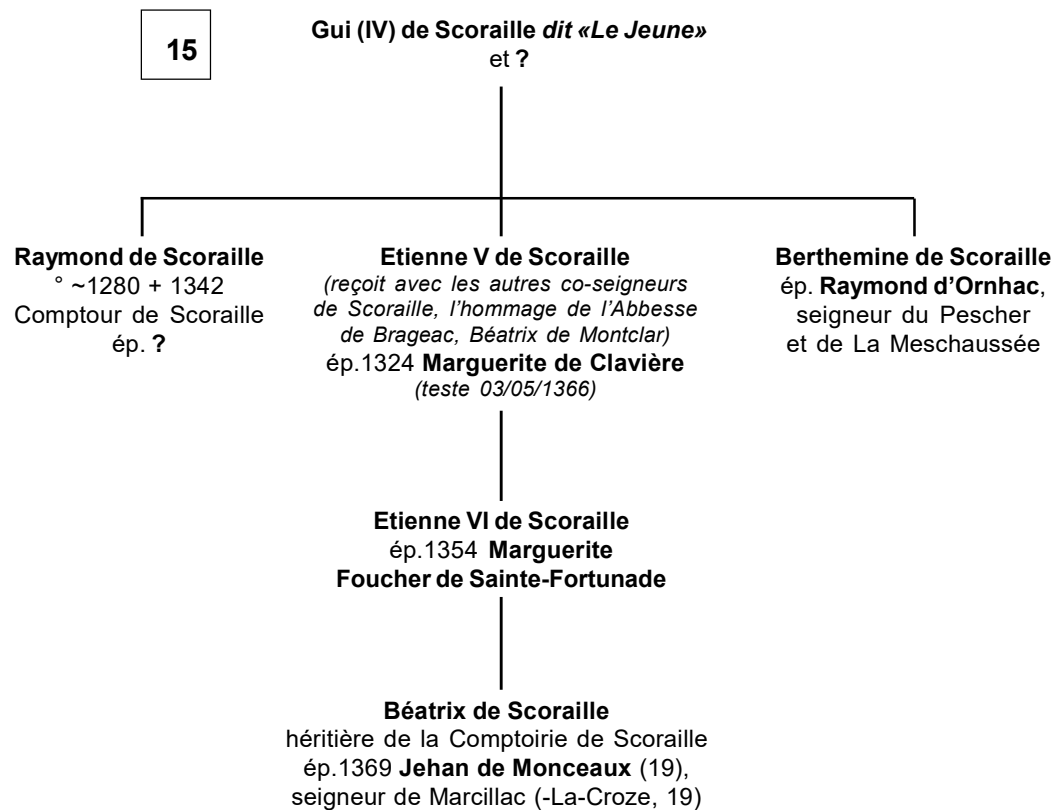 15
Gui (IV) de Scoraille dit «Le Jeune»
et ?
Raymond de Scoraille
° ~1280 + 1342
Comptour de Scoraille
ép. ?
Etienne V de Scoraille
(reçoit avec les autres co-seigneurs
de Scoraille, l’hommage de l’Abbesse
de Brageac, Béatrix de Montclar)
ép.1324 Marguerite de Clavière
(teste 03/05/1366)
Berthemine de Scoraille
ép. Raymond d’Ornhac,
seigneur du Pescher
et de La Meschaussée
Etienne VI de Scoraille
ép.1354 Marguerite
Foucher de Sainte-Fortunade
Béatrix de Scoraille
héritière de la Comptoirie de Scoraille
ép.1369 Jehan de Monceaux (19),
seigneur de Marcillac (-La-Croze, 19)